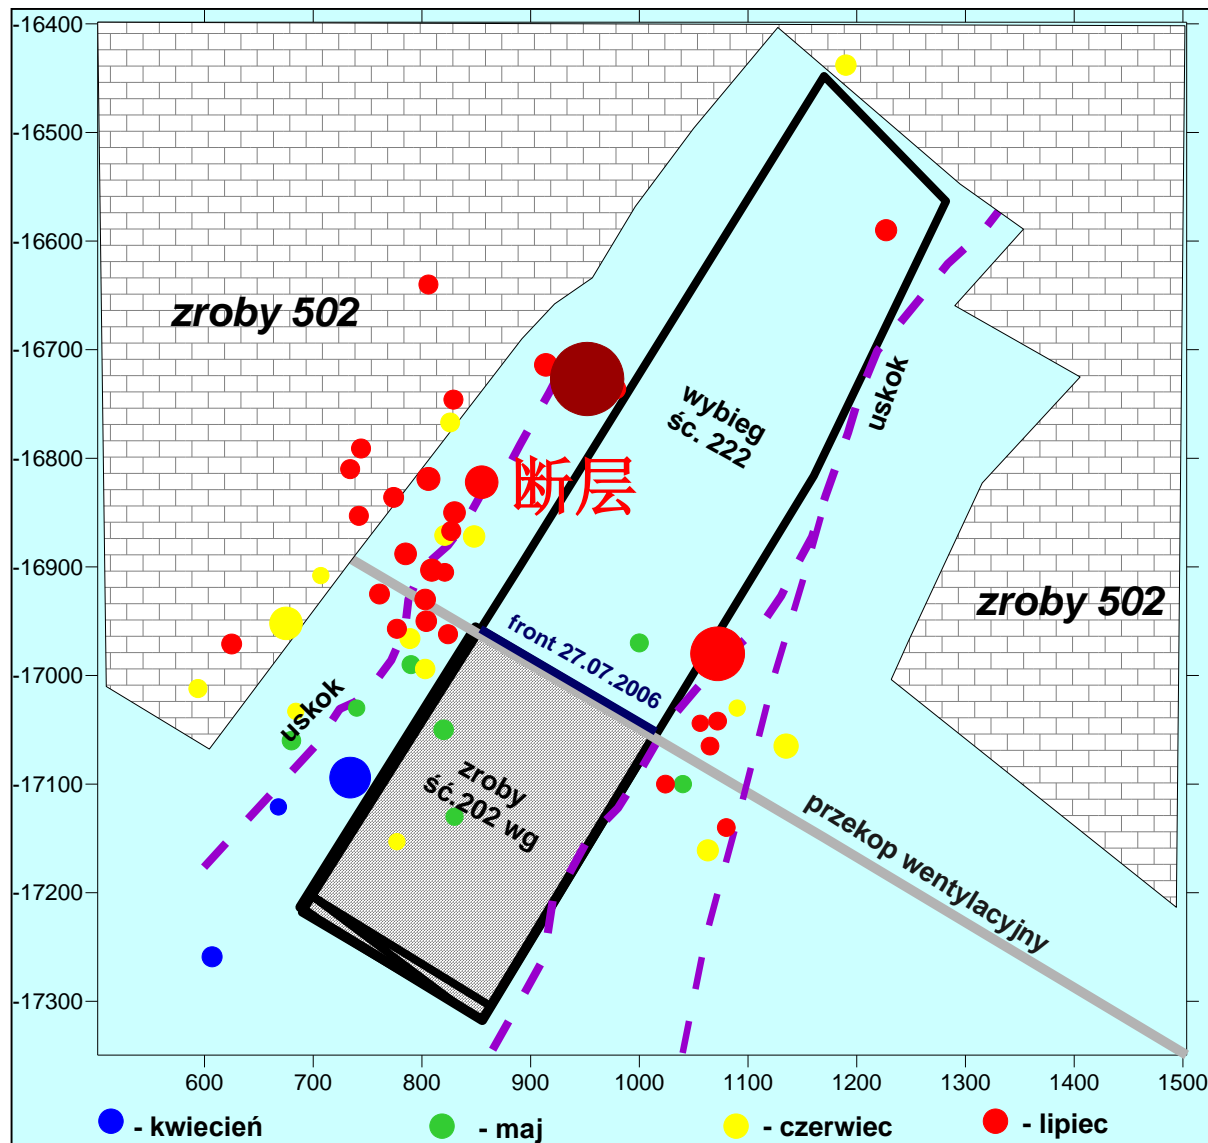 -16400
-16500
-16600
-16700
-16800
-16900
-17000
-17100
-17200
-17300
zroby 502
wybieg
śc. 222
uskok
断层
zroby 502
front 27.07.2006
uskok
zroby
ść.202 wg
przekop wentylacyjny
600 700 800 900 1000 1100 1200 1300 1400 1500
- kwiecień - maj - czerwiec - lipiec